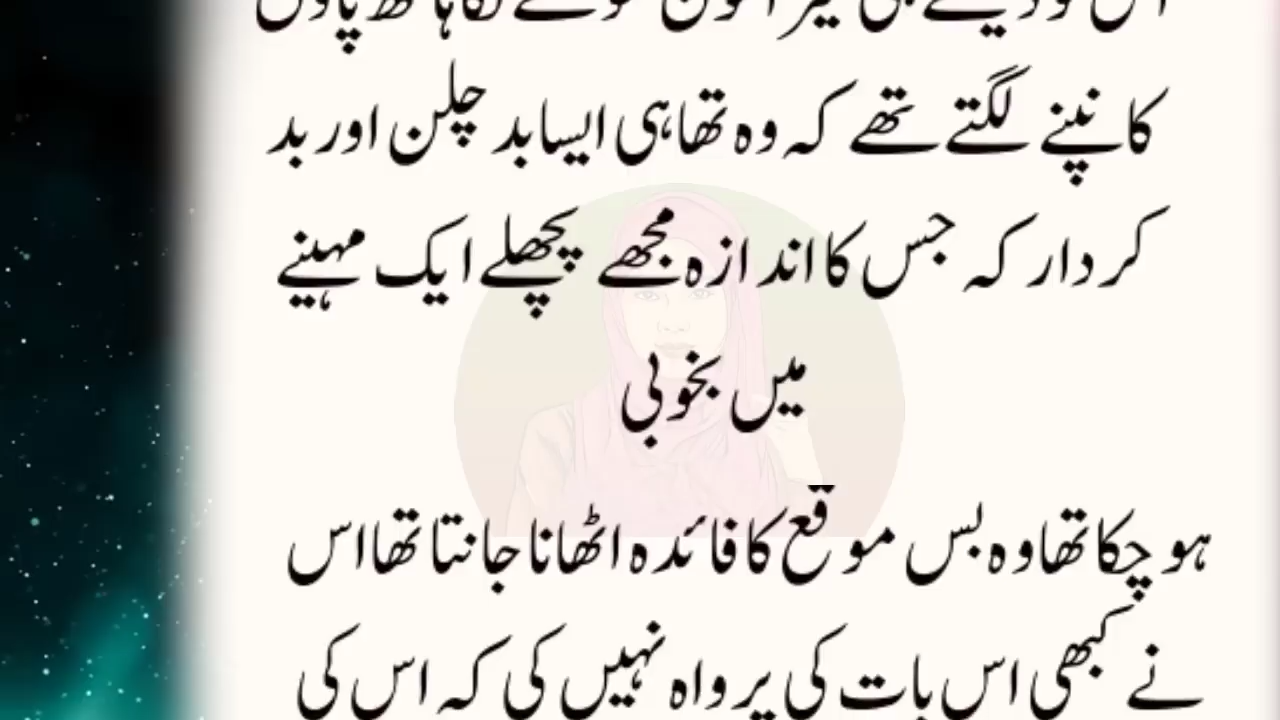 کانپنے لگتے تھے کہ وہ تھا ہی ایسا بد چلن اور بد
کردار کہ جس کا اندازہ مجھے پچھلے ایک مہینے
میں بخوبی
ہو چکا تھا وہ بس موقع کا فائدہ اٹھانا جانتا تھا اس
نے کبھی اس بات کی پرواہ نہیں کی کہ اس کی